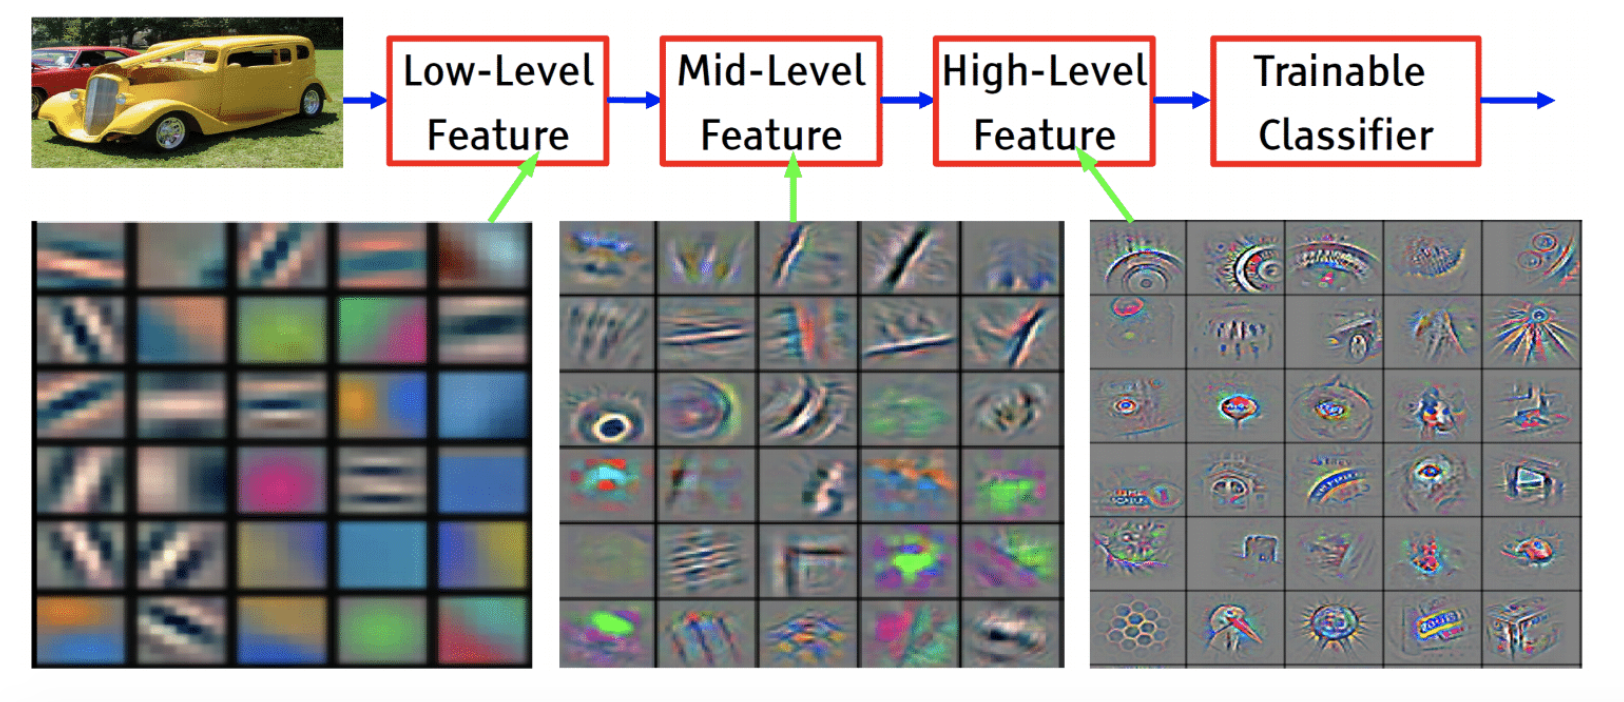 Low-Level
Feature
Mid-Level
Feature
High-Level
Feature
Trainable
Classifier